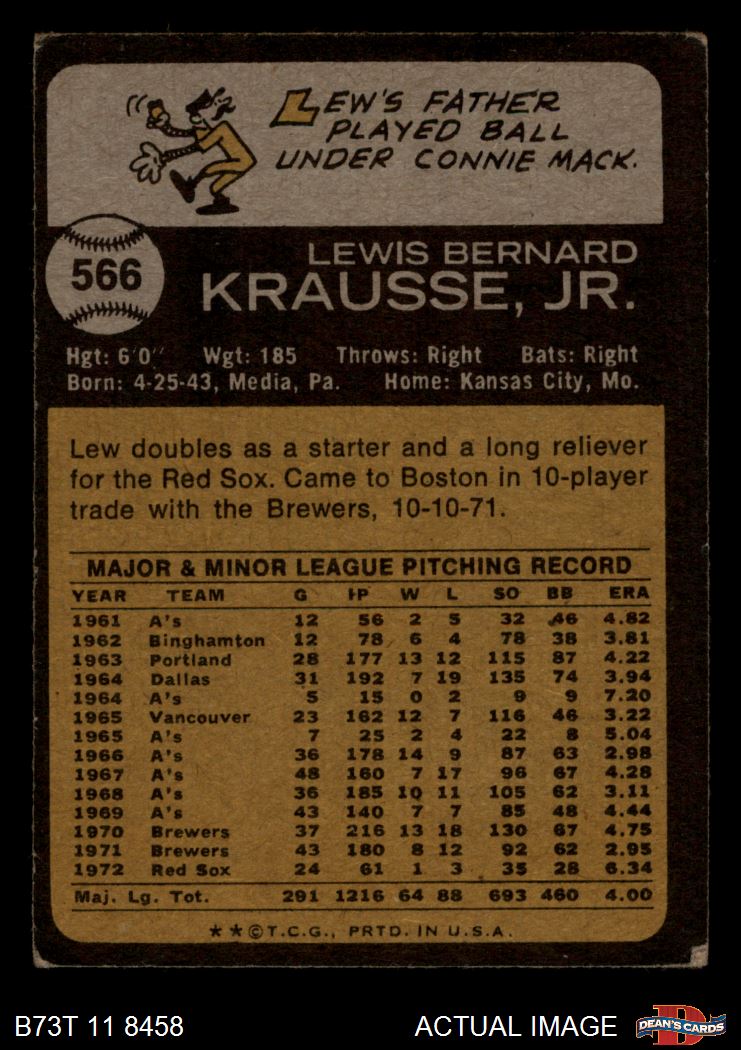 LEW'S FATHER
PLAYED BALL
UNDER CONNIE MACK.
566
LEWIS BERNARD
KRAUSSE, JR.
Hgt: 6'0" Wgt: 185 Throws: Right Bats: Right
Born: 4-25-43, Media, Pa. Home: Kansas City, Mo.
Lew doubles as a starter and a long reliever
for the Red Sox. Came to Boston in 10-player
trade with the Brewers, 10-10-71.
MAJOR & MINOR LEAGUE PITCHING RECORD
YEAR TEAM G IP W L SO BB ERA
1961 A's 12 56 2 5 32 46 4.82
1962 Binghamton 12 78 6 4 78 38 3.81
1963 Portland 28 177 13 12 115 87 4.22
1964 Dallas 31 192 7 19 135 74 3.94
1964 A's 5 15 0 2 9 9 7.20
1965 Vancouver 23 162 12 7 116 46 3.22
1965 A's 7 25 2 4 22 8 5.04
1966 A's 36 178 14 9 87 63 2.98
1967 A's 48 160 7 17 96 67 4.28
1968 A's 36 185 10 11 105 62 3.11
1969 A's 43 140 7 7 85 48 4.44
1970 Brewers 37 216 13 18 130 67 4.75
1971 Brewers 43 180 8 12 92 62 2.95
1972 Red Sox 24 61 1 3 35 28 6.34
Maj. Lg. Tot. 291 1216 64 88 693 460 4.00
★★©T.C.G., PRTD. IN U.S.A.
B73T 11 8458 ACTUAL IMAGE
D
DEAN'S CARDS